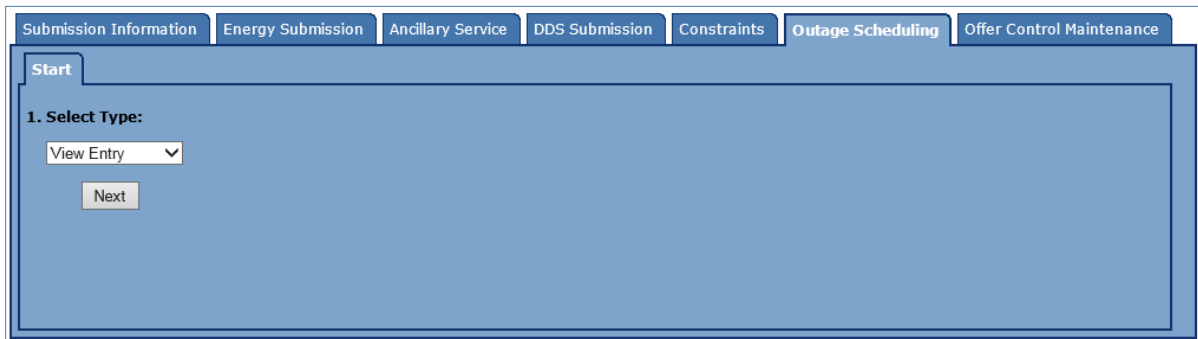 Submission Information Energy Submission Ancillary Service DDS Submission Constraints Outage Scheduling Offer Control Maintenance
Start
1. Select Type:
View Entry
Next